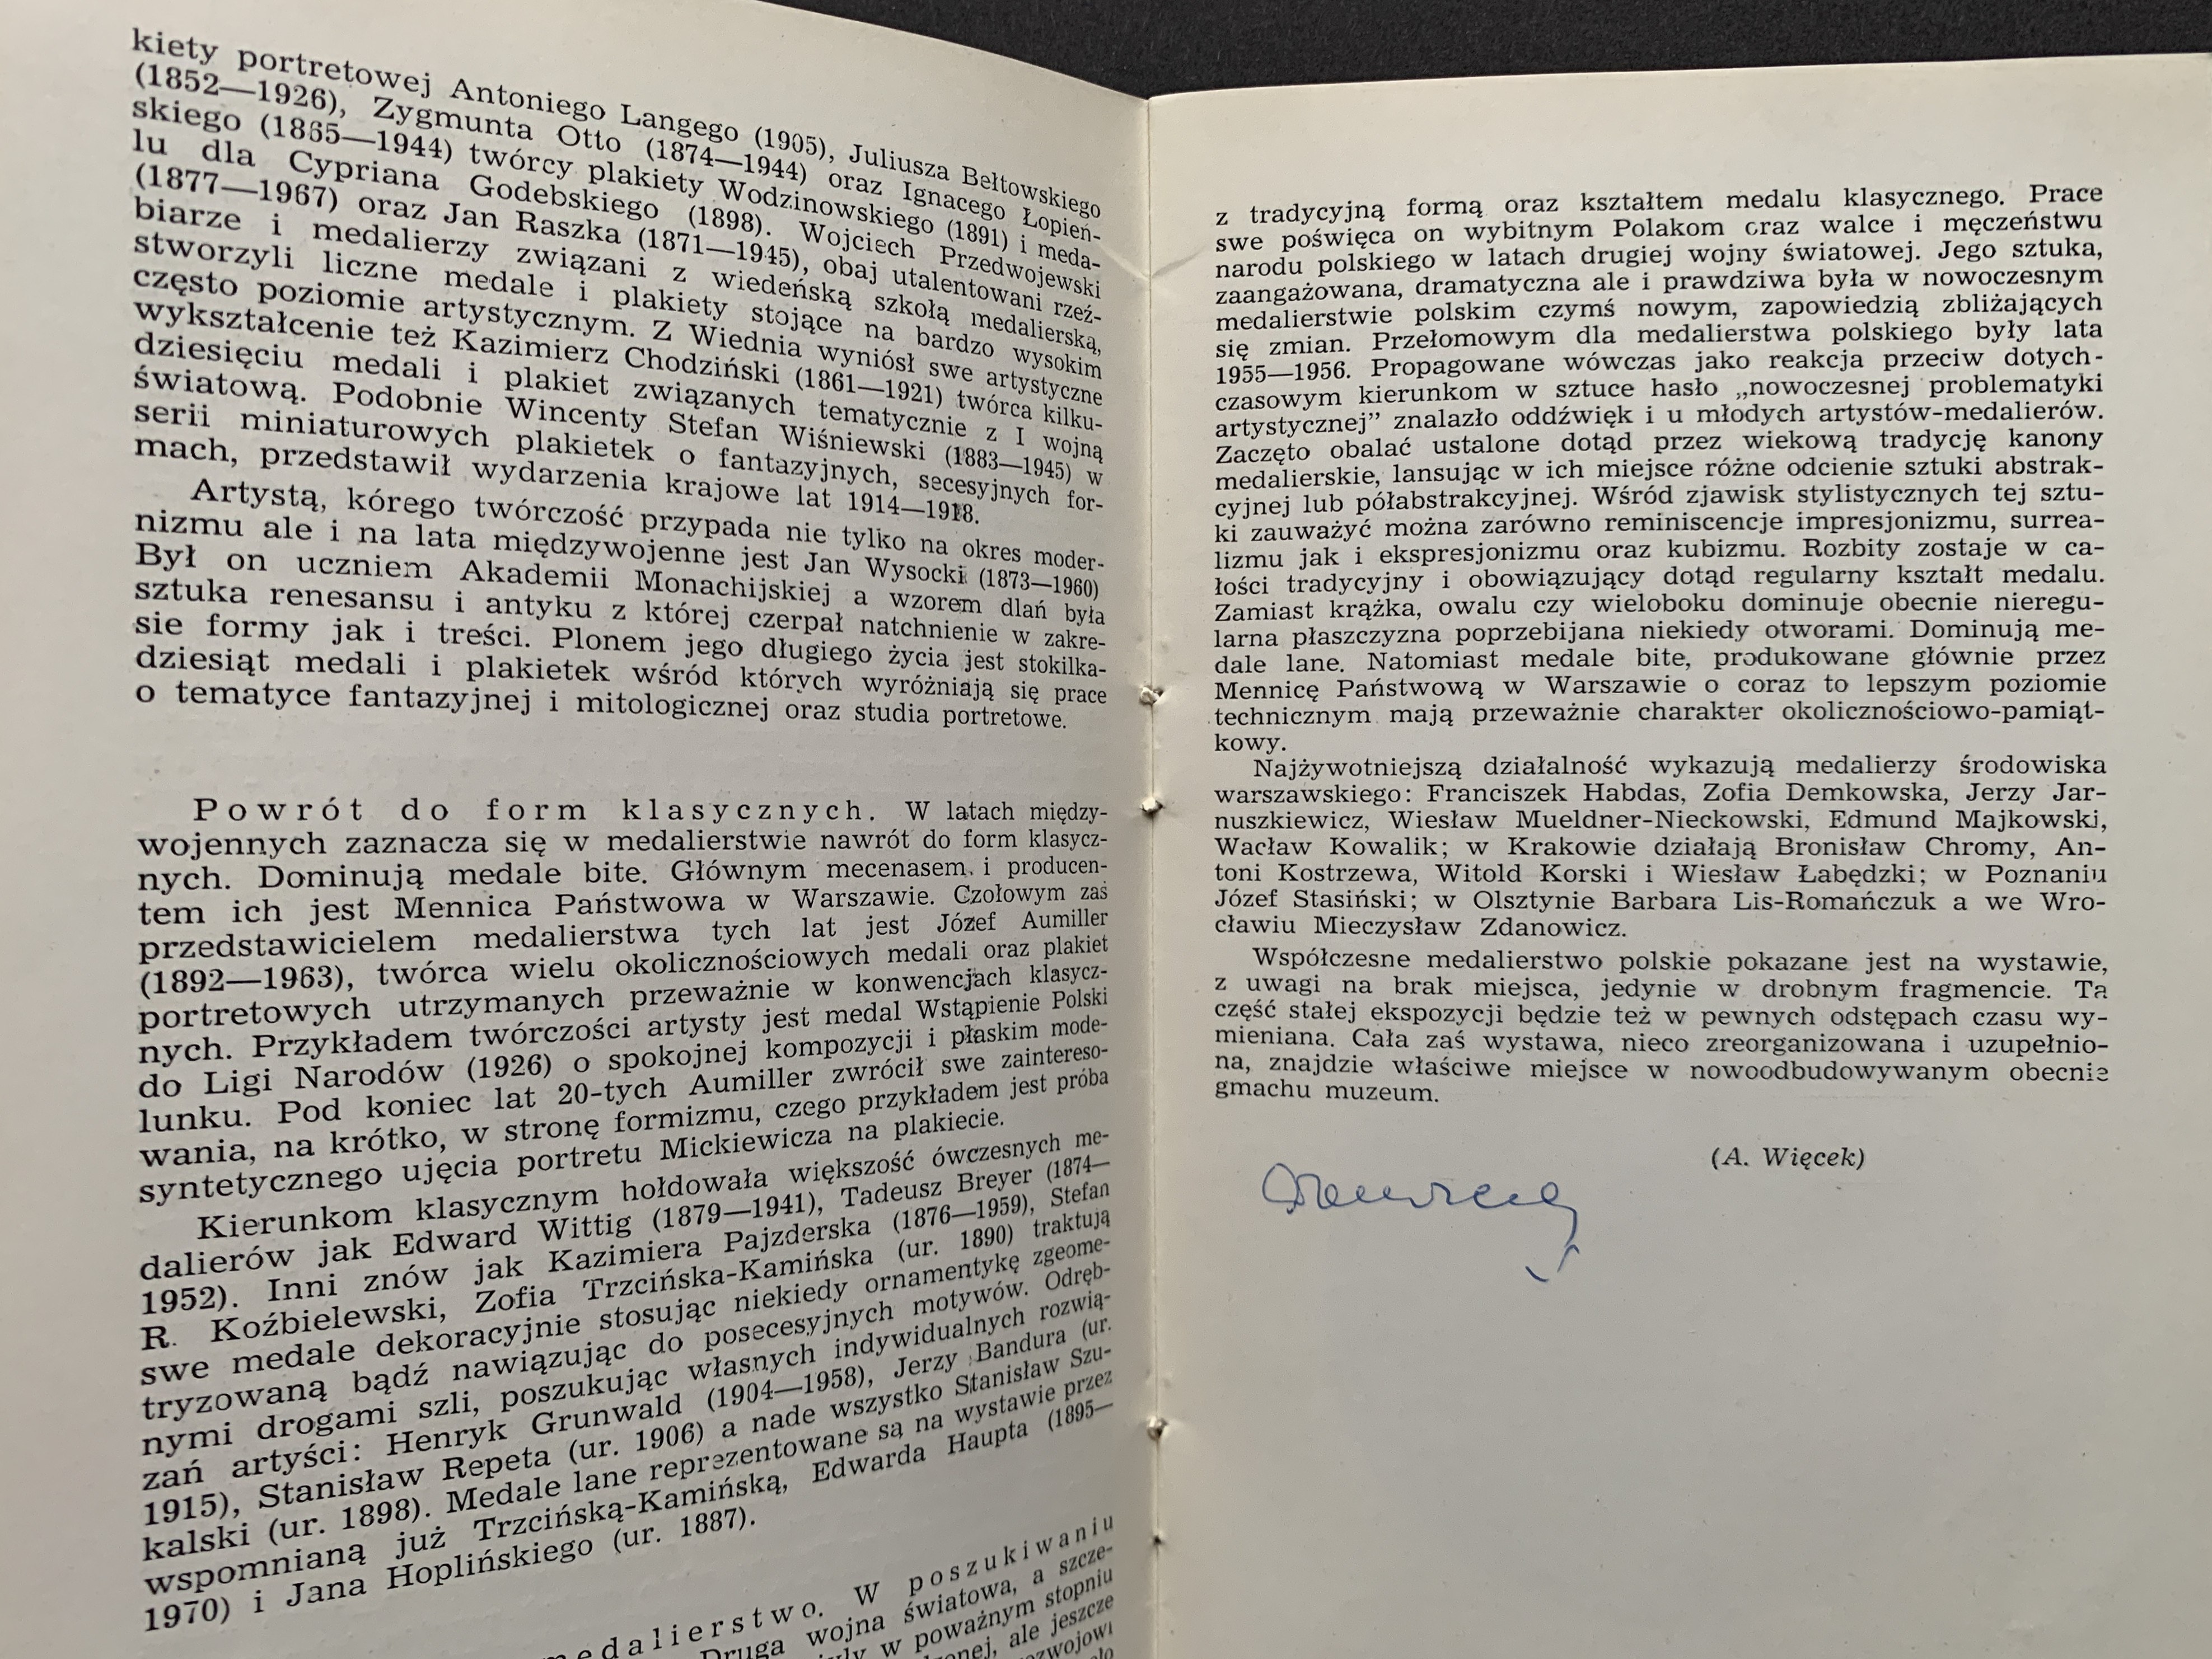 kiety portretowej Antoniego Langego (1905), Juliusza Bełtowskiego
(1852—1926), Zygmunta Otto (1874—1944) oraz Ignacego Łopień-
skiego (1865—1944) twórcy plakiety Wodzinowskiego (1891) i meda-
lu dla Cypriana Godebskiego (1898). Wojciech Przedwojewski
(1877—1967) oraz Jan Raszka (1871—1945), obaj utalentowani rzeź-
biarze i medalierzy związani z wiedeńską szkołą medalierską,
stworzyli liczne medale i plakiety stojące na bardzo wysokim
często poziomie artystycznym. Z Wiednia wyniósł swe artystyczne
wykształcenie też Kazimierz Chodziński (1861—1921) twórca kilku-
dziesięciu medali i plakiet związanych tematycznie z I wojną
światową. Podobnie Wincenty Stefan Wiśniewski (1883—1945) w
serii miniaturowych plakietek o fantazyjnych, secesyjnych for-
mach, przedstawił wydarzenia krajowe lat 1914—1918.
Artystą, kórego twórczość przypada nie tylko na okres moder-
nizmu ale i na lata międzywojenne jest Jan Wysocki (1873—1960)
Był on uczniem Akademii Monachijskiej a wzorem dlań była
sztuka renesansu i antyku z której czerpał natchnienie w zakre-
sie formy jak i treści. Plonem jego długiego życia jest stokilka-
dziesiąt medali i plakietek wśród których wyróżniają się prace
o tematyce fantazyjnej i mitologicznej oraz studia portretowe.
Powrót do form klasycznych. W latach między-
wojennych zaznacza się w medalierstwie nawrót do form klasycz-
nych. Dominują medale bite. Głównym mecenasem i producen-
tem ich jest Mennica Państwowa w Warszawie. Czołowym zaś
przedstawicielem medalierstwa tych lat jest Józef Aumiller
(1892—1963), twórca wielu okolicznościowych medali oraz plakiet
portretowych utrzymanych przeważnie w konwencjach klasycz-
nych. Przykładem twórczości artysty jest medal Wstąpienie Polski
do Ligi Narodów (1926) o spokojnej kompozycji i płaskim mode-
lunku. Pod koniec lat 20-tych Aumiller zwrócił swe zaintereso-
wania, na krótko, w stronę formizmu, czego przykładem jest próba
syntetycznego ujęcia portretu Mickiewicza na plakiecie.
Kierunkom klasycznym hołdowała większość ówczesnych me-
dalierów jak Edward Wittig (1879—1941), Tadeusz Breyer (1874—
1952). Inni znów jak Kazimiera Pajzderska (1876—1959), Stefan
R. Koźbielewski, Zofia Trzcińska-Kamińska (ur. 1890) traktują
swe medale dekoracyjnie stosując niekiedy ornamentykę zgeome-
tryzowaną bądź nawiązując do posecesyjnych motywów. Odręb-
nymi drogami szli, poszukując własnych indywidualnych rozwią-
zań artyści: Henryk Grunwald (1904—1958), Jerzy Bandura (ur.
1915), Stanisław Repeta (ur. 1906) a nade wszystko Stanisław Szu-
kalski (ur. 1898). Medale lane reprezentowane są na wystawie przez
wspomnianą już Trzcińską-Kamińską, Edwarda Haupta (1895—
1970) i Jana Hoplińskiego (ur. 1887).
medalierstwo. W poszukiwaniu
Druga wojna światowa, a szcze-
w poważnym stopniu
ale jeszcze
z tradycyjną formą oraz kształtem medalu klasycznego. Prace
swe poświęca on wybitnym Polakom oraz walce i męczeństwu
narodu polskiego w latach drugiej wojny światowej. Jego sztuka,
zaangażowana, dramatyczna ale i prawdziwa była w nowoczesnym
medalierstwie polskim czymś nowym, zapowiedzią zbliżających
się zmian. Przełomowym dla medalierstwa polskiego były lata
1955—1956. Propagowane wówczas jako reakcja przeciw dotych-
czasowym kierunkom w sztuce hasło „nowoczesnej problematyki
artystycznej” znalazło oddźwięk i u młodych artystów-medalierów.
Zaczęto obalać ustalone dotąd przez wiekową tradycję kanony
medalierskie, lansując w ich miejsce różne odcienie sztuki abstrak-
cyjnej lub półabstrakcyjnej. Wśród zjawisk stylistycznych tej sztu-
ki zauważyć można zarówno reminiscencje impresjonizmu, surrea-
lizmu jak i ekspresjonizmu oraz kubizmu. Rozbity zostaje w ca-
łości tradycyjny i obowiązujący dotąd regularny kształt medalu.
Zamiast krążka, owalu czy wieloboku dominuje obecnie nieregu-
larna płaszczyzna poprzebijana niekiedy otworami. Dominują me-
dale lane. Natomiast medale bite, produkowane głównie przez
Mennicę Państwową w Warszawie o coraz to lepszym poziomie
technicznym mają przeważnie charakter okolicznościowo-pamiąt-
kowy.
Najżywotniejszą działalność wykazują medalierzy środowiska
warszawskiego: Franciszek Habdas, Zofia Demkowska, Jerzy Jar-
nuszkiewicz, Wiesław Mueldner-Nieckowski, Edmund Majkowski,
Wacław Kowalik; w Krakowie działają Bronisław Chromy, An-
toni Kostrzewa, Witold Korski i Wiesław Łabędzki; w Poznaniu
Józef Stasiński; w Olsztynie Barbara Lis-Romańczuk a we Wro-
cławiu Mieczysław Zdanowicz.
Współczesne medalierstwo polskie pokazane jest na wystawie,
z uwagi na brak miejsca, jedynie w drobnym fragmencie. Ta
część stałej ekspozycji będzie też w pewnych odstępach czasu wy-
mieniana. Cała zaś wystawa, nieco zreorganizowana i uzupełnio-
na, znajdzie właściwe miejsce w nowoodbudowywanym obecnie
gmachu muzeum.
(A. Więcek)